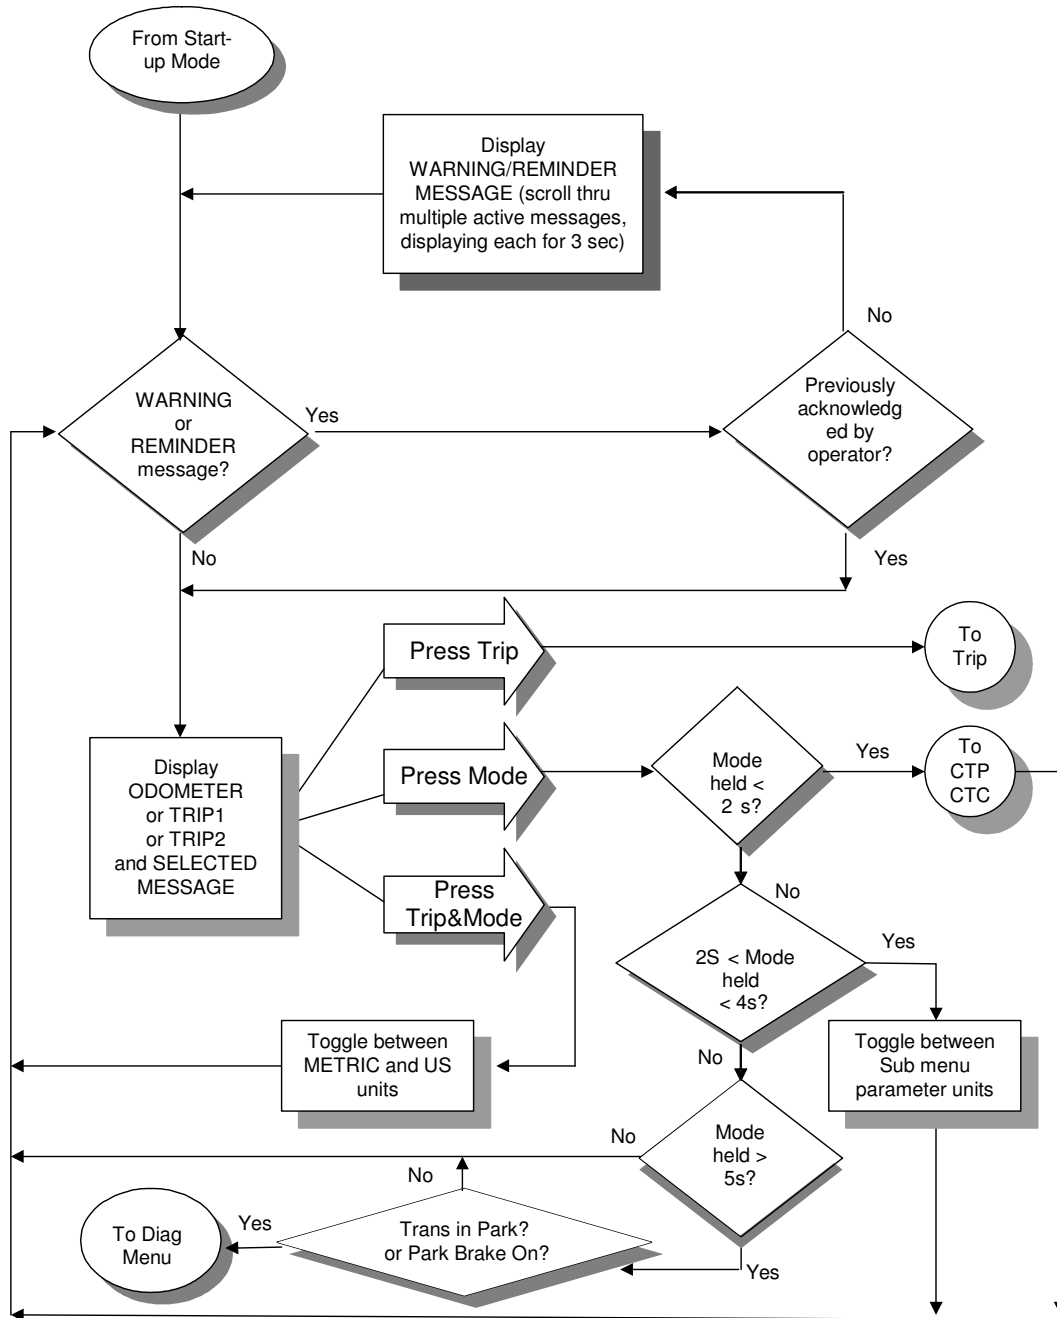 From Start-
up Mode
Display
WARNING/REMINDER
MESSAGE (scroll thru
multiple active messages,
displaying each for 3 sec)
No
WARNING
or
REMINDER
message?
Yes
Previously
acknowledg
ed by
operator?
No
Yes
Press Trip
To
Trip
Display
ODOMETER
or TRIP1
or TRIP2
and SELECTED
MESSAGE
Press Mode
Mode
held <
2 s?
Yes
To
CTP
CTC
Press
Trip&Mode
No
2S < Mode
held
< 4s?
Yes
Toggle between
METRIC and US
units
No
Toggle between
Sub menu
parameter units
Mode
held >
5s?
No
No
Trans in Park?
or Park Brake On?
Yes
To Diag
Menu
Yes